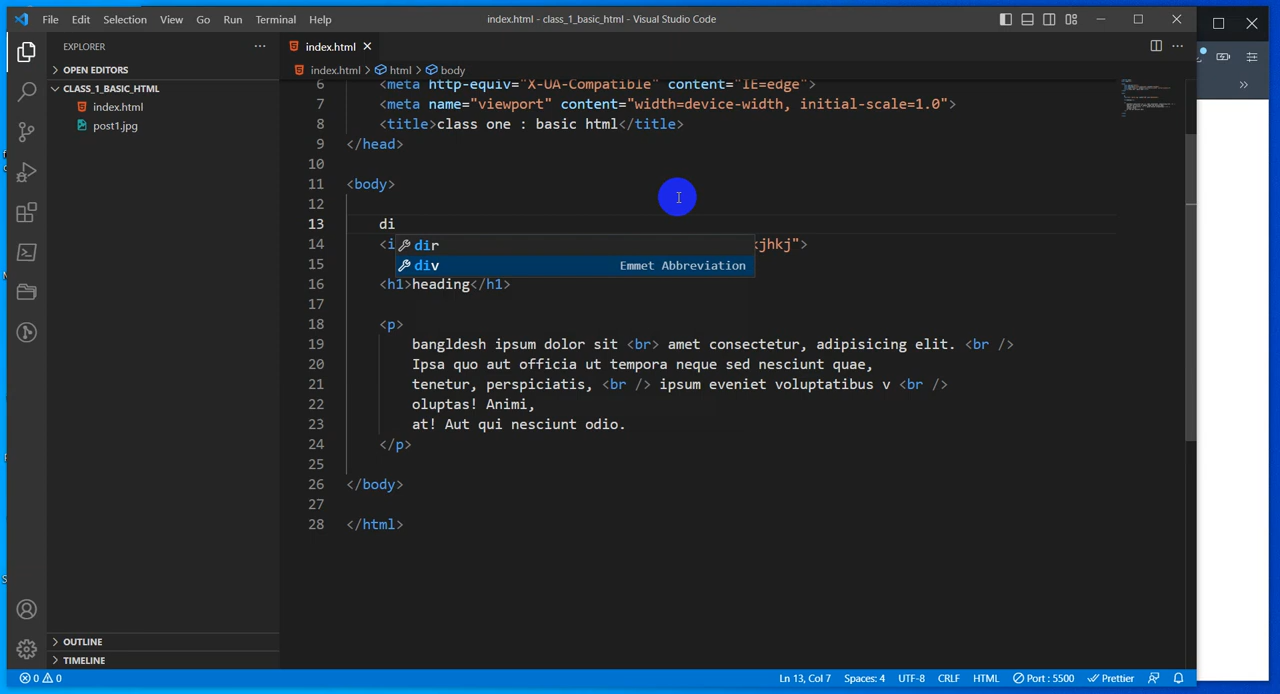 File Edit Selection View Go Run Terminal Help
index.html - class_1_basic_html - Visual Studio Code
EXPLORER
OPEN EDITORS
CLASS_1_BASIC_HTML
index.html
post1.jpg
OUTLINE
TIMELINE
index.html
index.html > html > body
6 <meta http-equiv="X-UA-Compatible" content="IE=edge">
7 <meta name="viewport" content="width=device-width, initial-scale=1.0">
8 <title>class one : basic html</title>
9 </head>
10
11 <body>
12
13 di
14 <i jhkj">
dir
div Emmet Abbreviation
15
16 <h1>heading</h1>
17
18 <p>
19 bangldesh ipsum dolor sit <br> amet consectetur, adipisicing elit. <br />
20 Ipsa quo aut officia ut tempora neque sed nesciunt quae,
21 tenetur, perspiciatis, <br /> ipsum eveniet voluptatibus v <br />
22 oluptas! Animi,
23 at! Aut qui nesciunt odio.
24 </p>
25
26 </body>
27
28 </html>
0 0 Ln 13, Col 7 Spaces: 4 UTF-8 CRLF HTML Port : 5500 Prettier